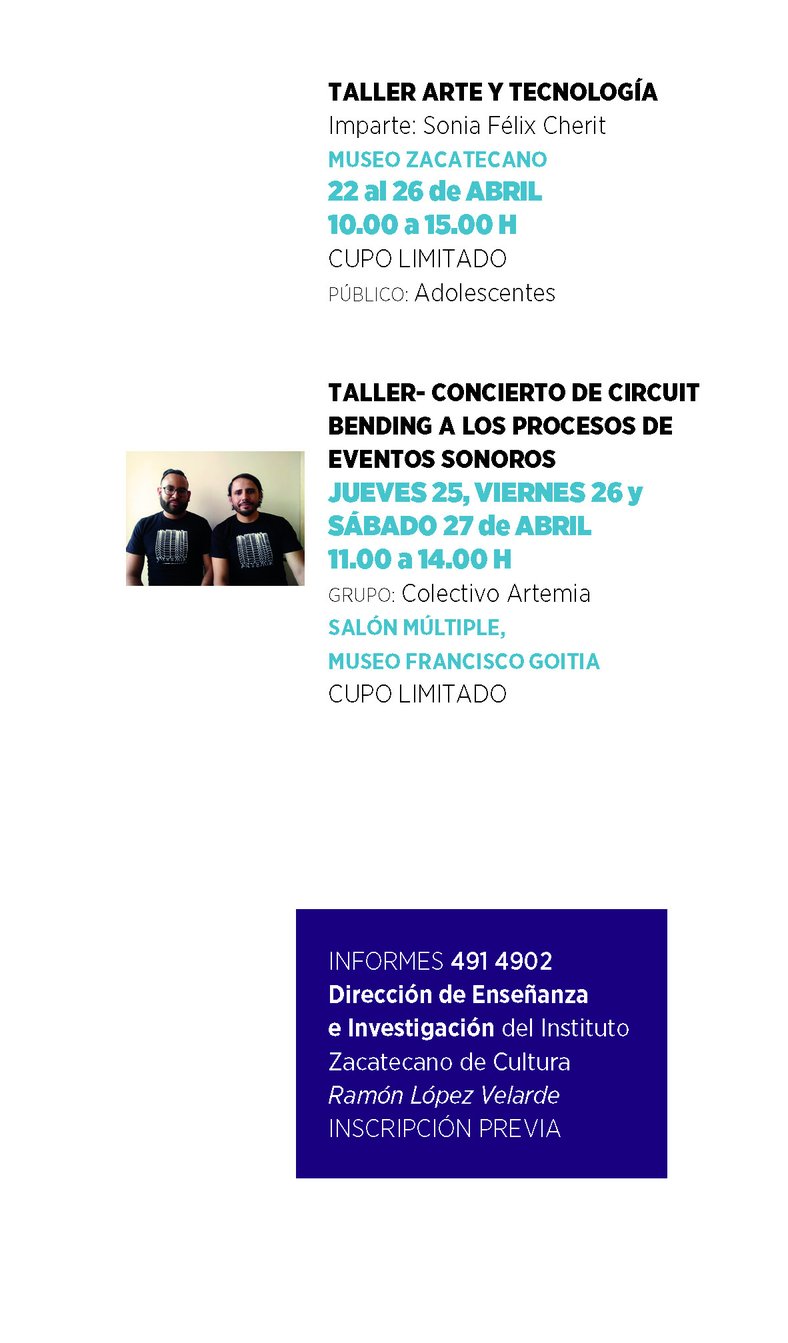 TALLER ARTE Y TECNOLOGÍA
Imparte: Sonia Félix Cherit
MUSEO ZACATECANO
22 al 26 de ABRIL
10.00 a 15.00 H
CUPO LIMITADO
PÚBLICO: Adolescentes
TALLER- CONCIERTO DE CIRCUIT
BENDING A LOS PROCESOS DE
EVENTOS SONOROS
JUEVES 25, VIERNES 26 y
SÁBADO 27 de ABRIL
11.00 a 14.00 H
GRUPO: Colectivo Artemia
SALÓN MÚLTIPLE,
MUSEO FRANCISCO GOITIA
CUPO LIMITADO
INFORMES 491 4902
Dirección de Enseñanza
e Investigación del Instituto
Zacatecano de Cultura
Ramón López Velarde
INSCRIPCIÓN PREVIA